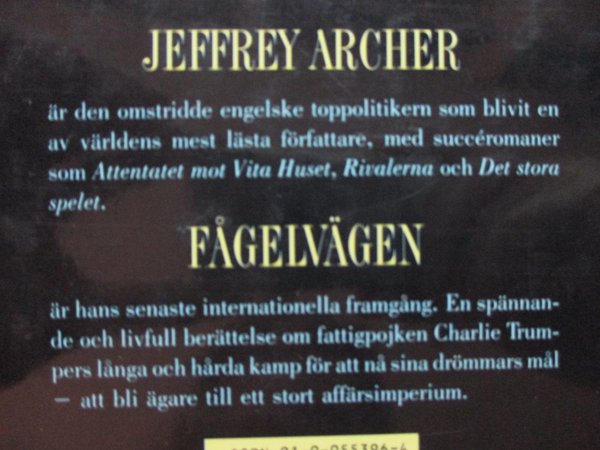 JEFFREY ARCHER
är den omstridde engelske toppolitikern som blivit en
av världens mest lästa författare, med succéromaner
som Attentatet mot Vita Huset, Rivalerna och Det stora
spelet.
FÅGELVÄGEN
är hans senaste internationella framgång. En spännan-
de och livfull berättelse om fattigpojken Charlie Trum-
pers långa och hårda kamp för att nå sina drömmars mål
— att bli ägare till ett stort affärsimperium.